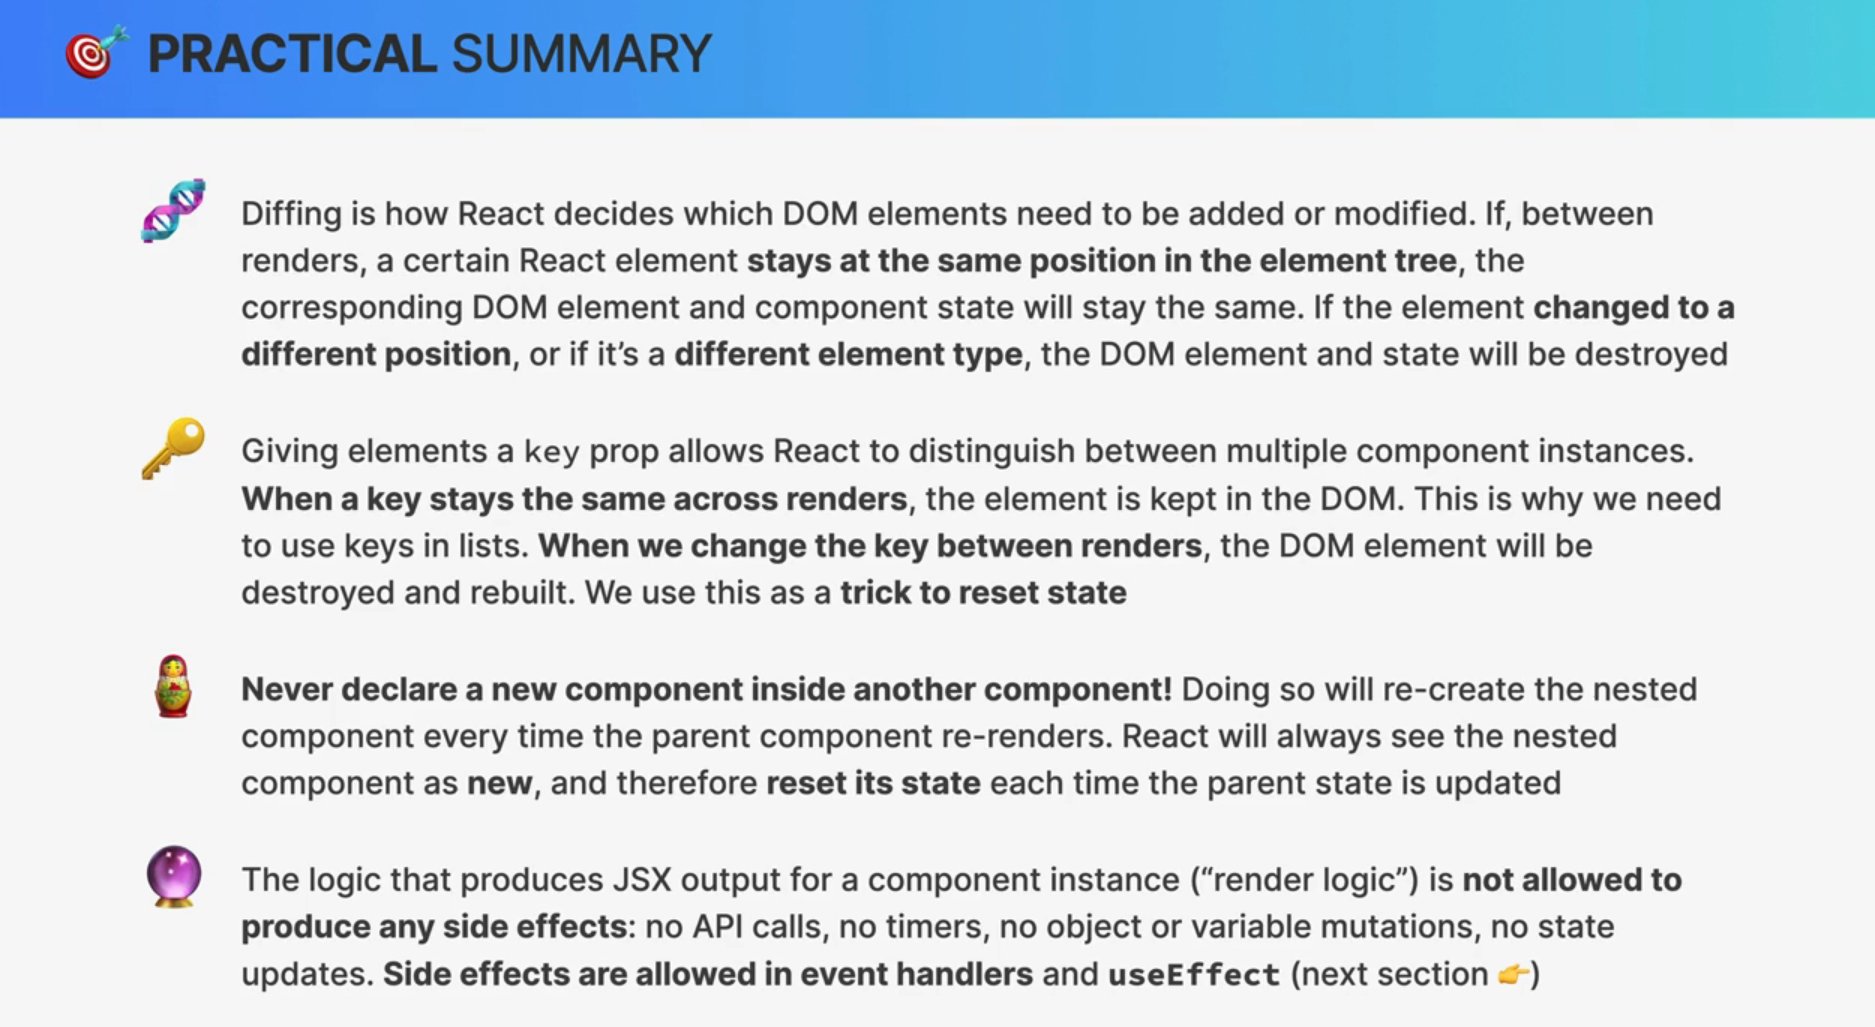 PRACTICAL SUMMARY
Diffing is how React decides which DOM elements need to be added or modified. If, between
renders, a certain React element stays at the same position in the element tree, the
corresponding DOM element and component state will stay the same. If the element changed to a
different position, or if it’s a different element type, the DOM element and state will be destroyed
Giving elements a key prop allows React to distinguish between multiple component instances.
When a key stays the same across renders, the element is kept in the DOM. This is why we need
to use keys in lists. When we change the key between renders, the DOM element will be
destroyed and rebuilt. We use this as a trick to reset state
Never declare a new component inside another component! Doing so will re-create the nested
component every time the parent component re-renders. React will always see the nested
component as new, and therefore reset its state each time the parent state is updated
The logic that produces JSX output for a component instance (“render logic”) is not allowed to
produce any side effects: no API calls, no timers, no object or variable mutations, no state
updates. Side effects are allowed in event handlers and useEffect (next section 👉)